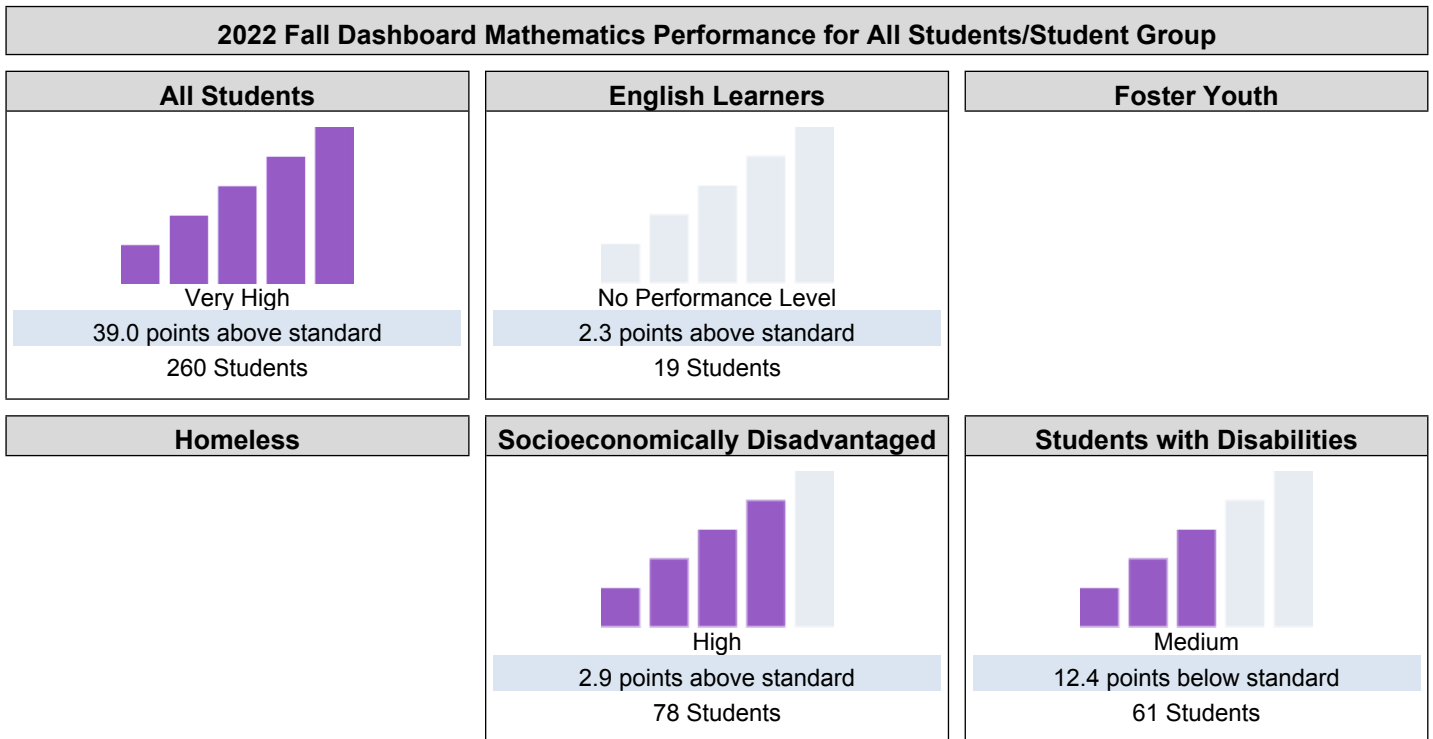 2022 Fall Dashboard Mathematics Performance for All Students/Student Group
All Students
Very High
39.0 points above standard
260 Students
English Learners
No Performance Level
2.3 points above standard
19 Students
Foster Youth
Homeless
Socioeconomically Disadvantaged
High
2.9 points above standard
78 Students
Students with Disabilities
Medium
12.4 points below standard
61 Students